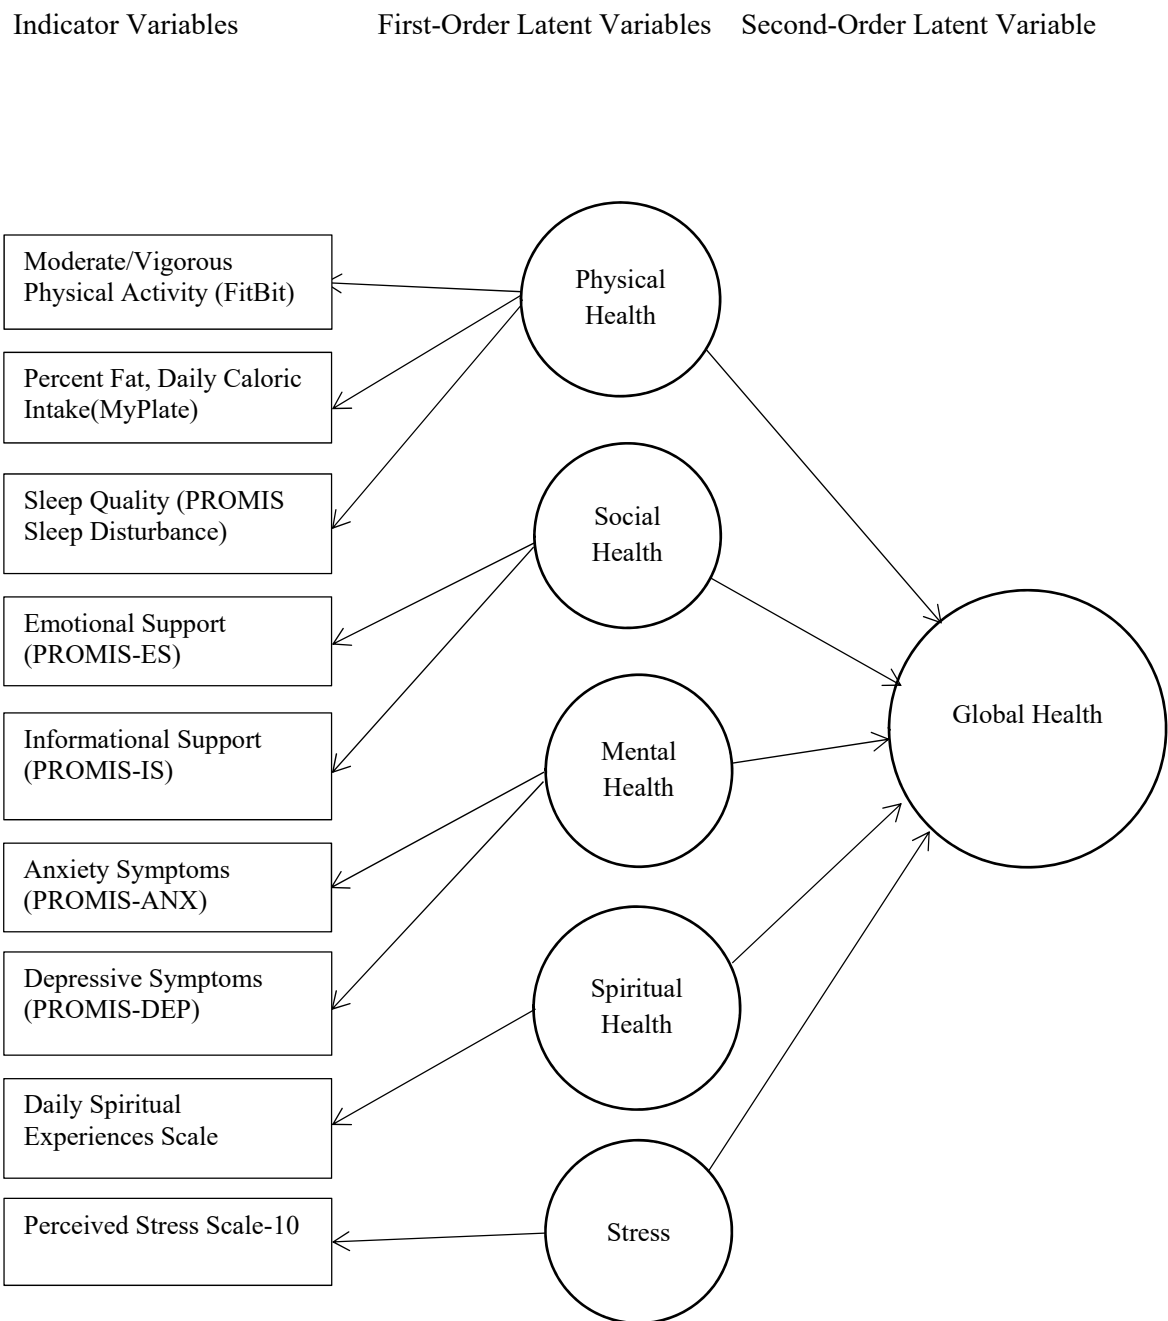 Indicator Variables
First-Order Latent Variables
Second-Order Latent Variable
Moderate/Vigorous
Physical Activity (FitBit)
Percent Fat, Daily Caloric
Intake(MyPlate)
Sleep Quality (PROMIS
Sleep Disturbance)
Emotional Support
(PROMIS-ES)
Informational Support
(PROMIS-IS)
Anxiety Symptoms
(PROMIS-ANX)
Depressive Symptoms
(PROMIS-DEP)
Daily Spiritual
Experiences Scale
Perceived Stress Scale-10
Physical
Health
Social
Health
Mental
Health
Spiritual
Health
Stress
Global Health